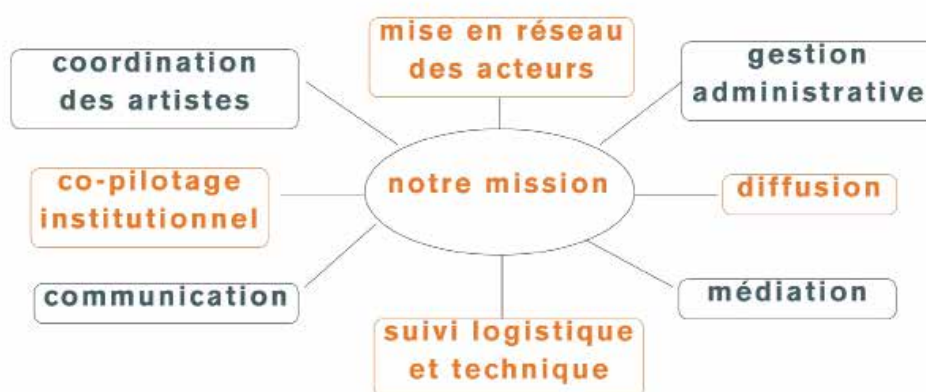 mise en réseau
des acteurs
coordination
des artistes
gestion
administrative
co-pilotage
institutionnel
notre mission
diffusion
communication
médiation
suivi logistique
et technique